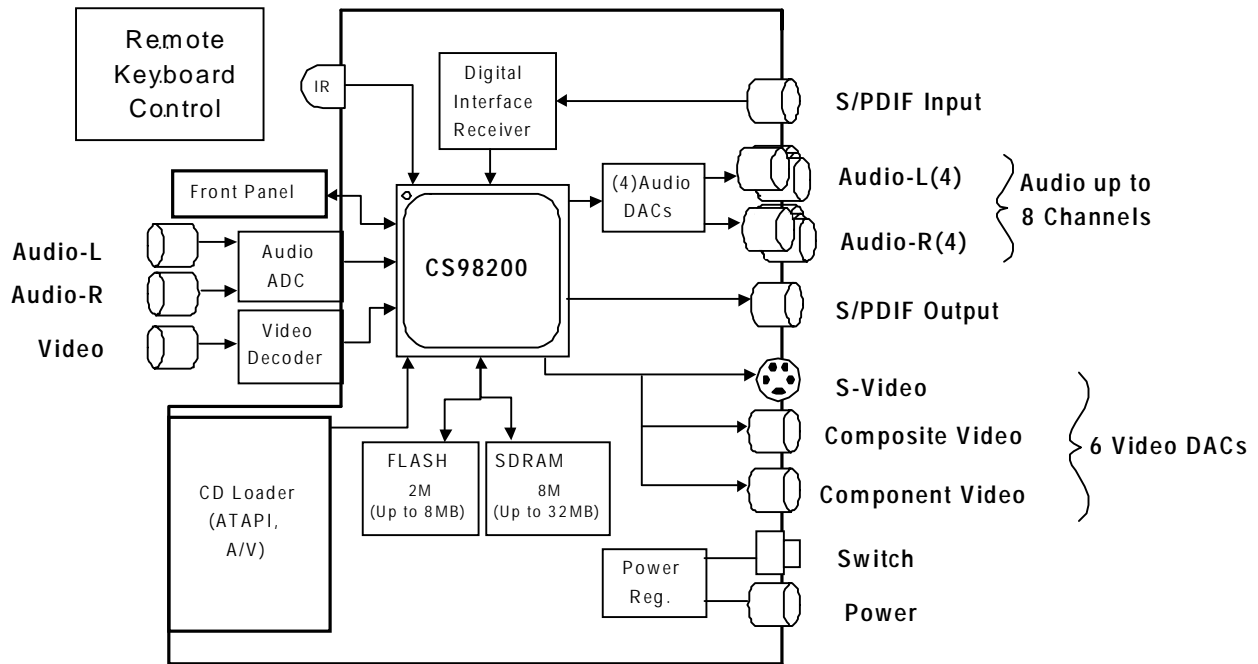 Remote
Keyboard
Control
IR
Digital
Interface
Receiver
S/PDIF Input
Front Panel
(4)Audio
DACs
Audio-L(4)
Audio-R(4)
Audio up to
8 Channels
Audio-L
Audio-R
Audio
ADC
CS98200
S/PDIF Output
Video
Video
Decoder
S-Video
Composite Video
Component Video
6 Video DACs
CD Loader
(ATAPI,
A/V)
FLASH
2M
(Up to 8MB)
SDRAM
8M
(Up to 32MB)
Power
Reg.
Switch
Power